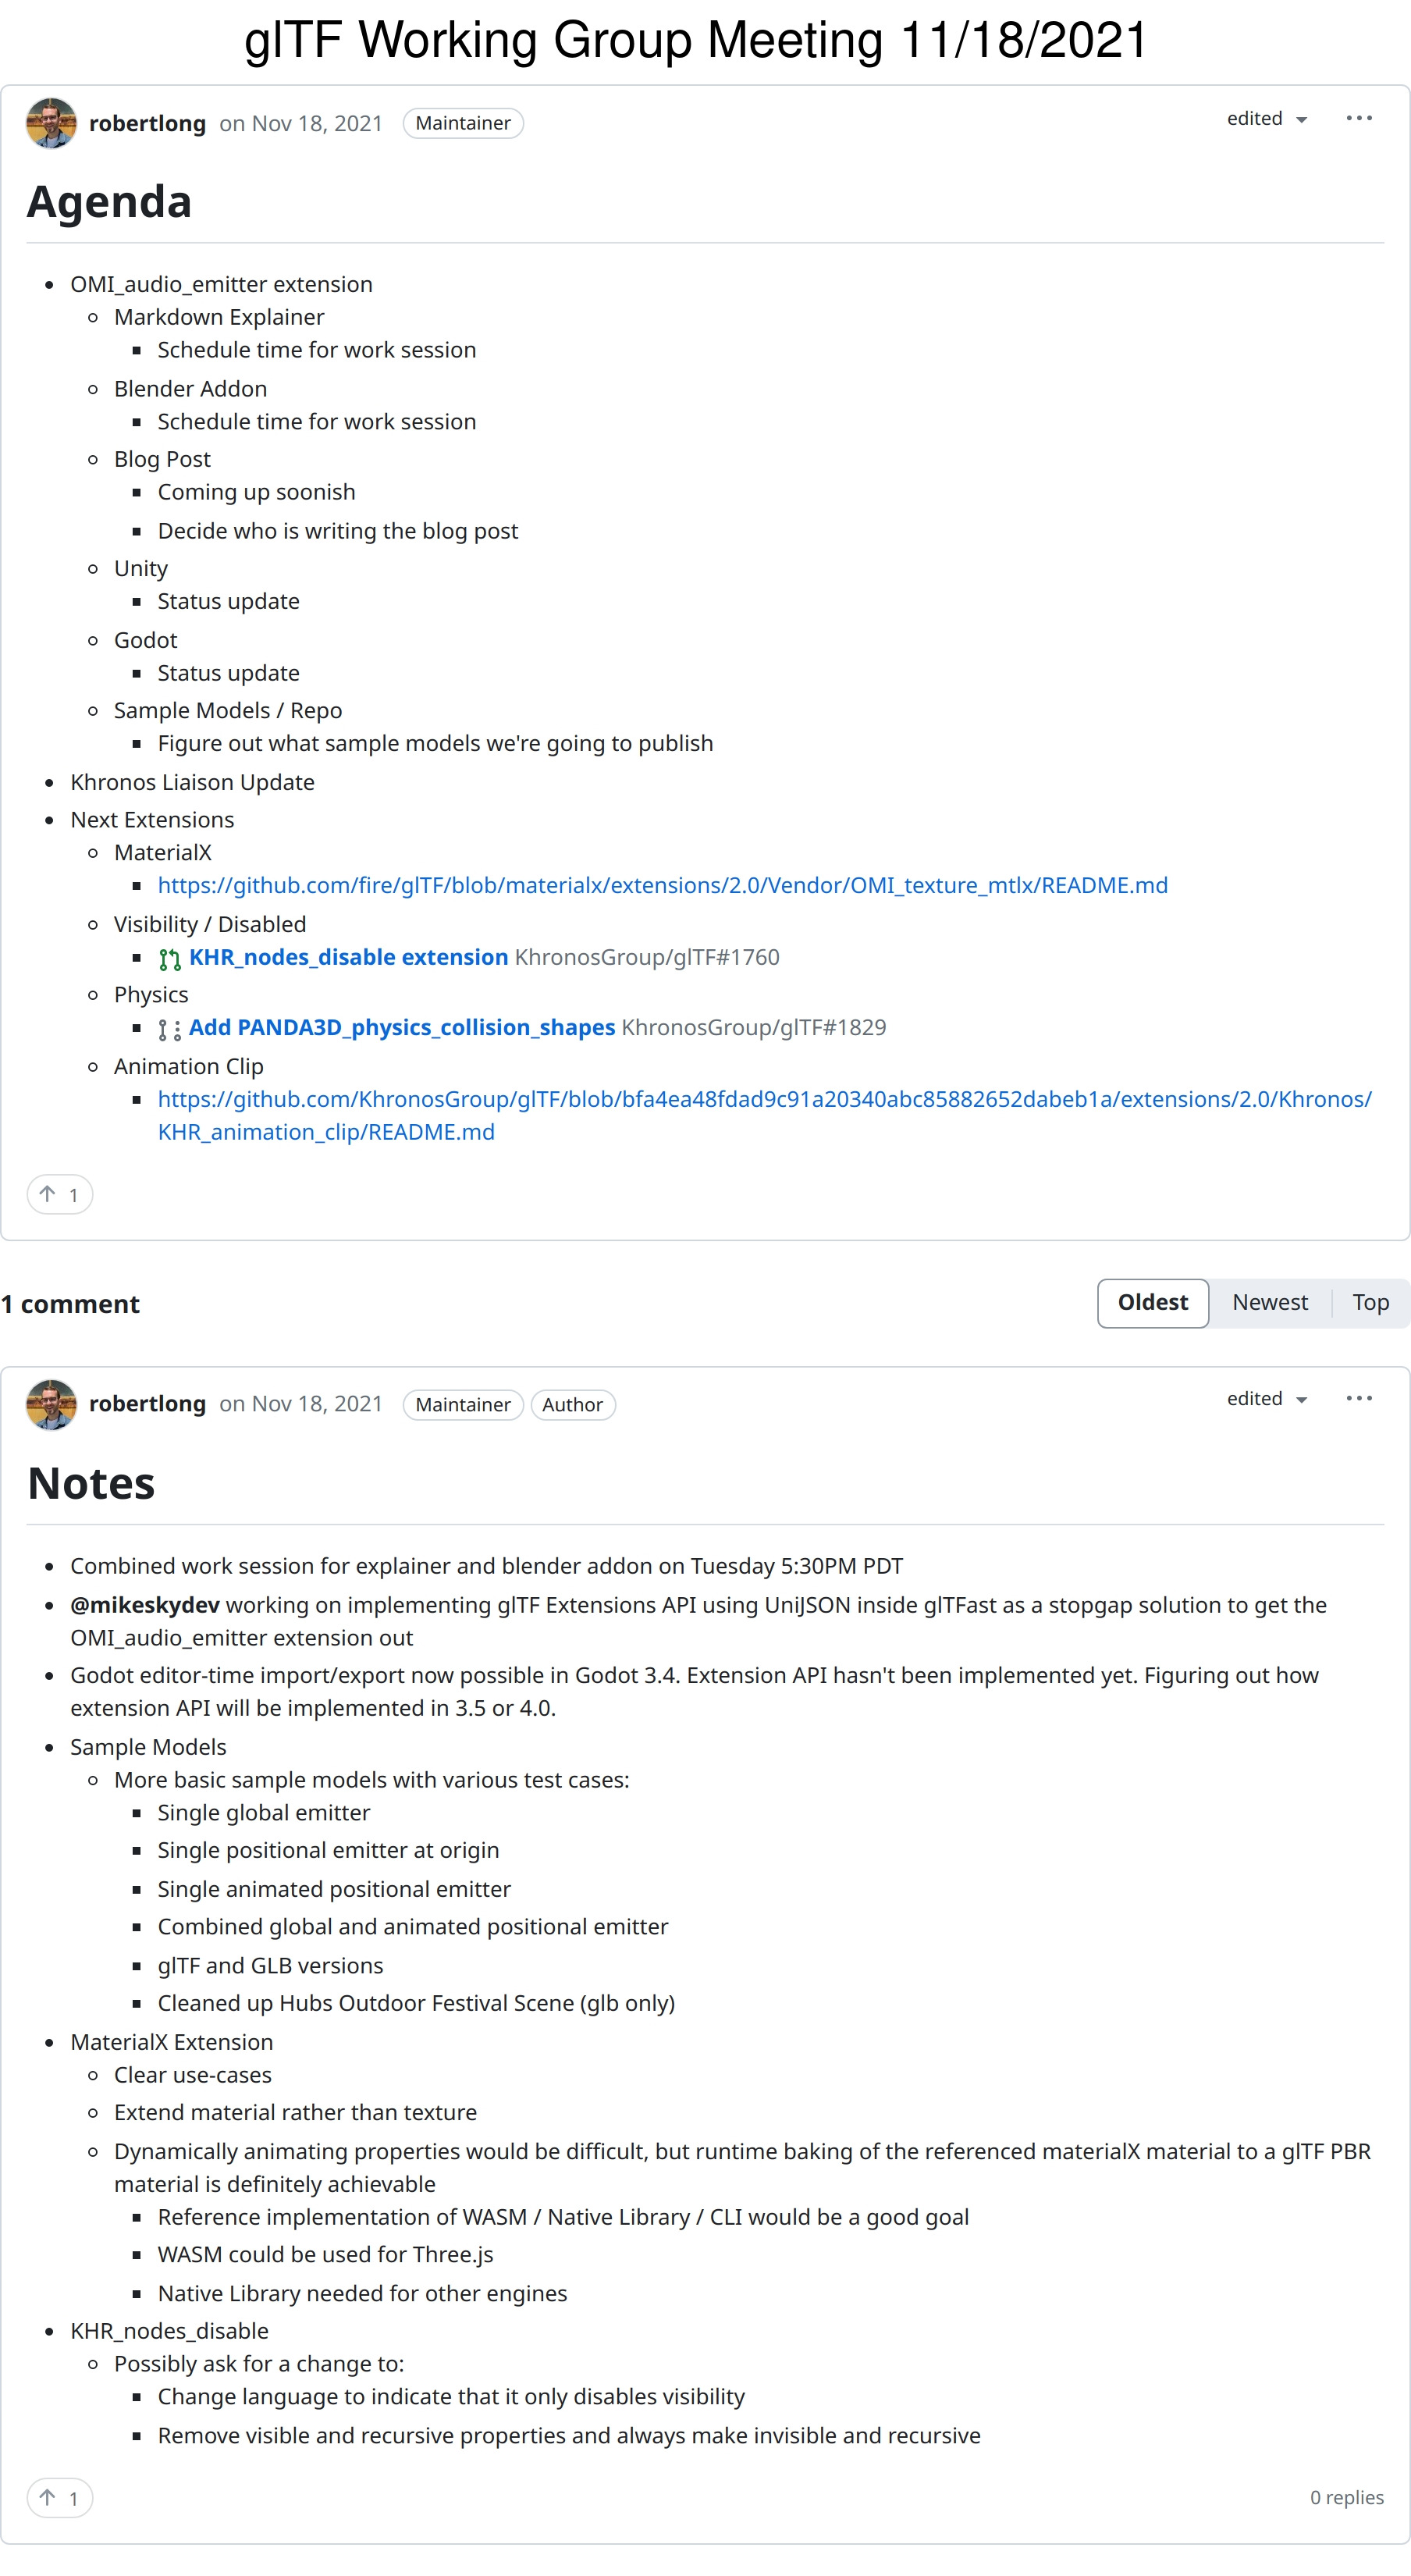 glTF Working Group Meeting 11/18/2021
robertlong on Nov 18, 2021 Maintainer edited
Agenda
OMI_audio_emitter extension
Markdown Explainer
Schedule time for work session
Blender Addon
Schedule time for work session
Blog Post
Coming up soonish
Decide who is writing the blog post
Unity
Status update
Godot
Status update
Sample Models / Repo
Figure out what sample models we're going to publish
Khronos Liaison Update
Next Extensions
MaterialX
https://github.com/fire/glTF/blob/materialx/extensions/2.0/Vendor/OMI_texture_mtlx/README.md
Visibility / Disabled
KHR_nodes_disable extension KhronosGroup/glTF#1760
Physics
Add PANDA3D_physics_collision_shapes KhronosGroup/glTF#1829
Animation Clip
https://github.com/KhronosGroup/glTF/blob/bfa4ea48fdad9c91a20340abc85882652dabeb1a/extensions/2.0/Khronos/
KHR_animation_clip/README.md
1
1 comment Oldest Newest Top
robertlong on Nov 18, 2021 Maintainer Author edited
Notes
Combined work session for explainer and blender addon on Tuesday 5:30PM PDT
@mikeskydev working on implementing glTF Extensions API using UniJSON inside glTFast as a stopgap solution to get the
OMI_audio_emitter extension out
Godot editor-time import/export now possible in Godot 3.4. Extension API hasn't been implemented yet. Figuring out how
extension API will be implemented in 3.5 or 4.0.
Sample Models
More basic sample models with various test cases:
Single global emitter
Single positional emitter at origin
Single animated positional emitter
Combined global and animated positional emitter
glTF and GLB versions
Cleaned up Hubs Outdoor Festival Scene (glb only)
MaterialX Extension
Clear use-cases
Extend material rather than texture
Dynamically animating properties would be difficult, but runtime baking of the referenced materialX material to a glTF PBR
material is definitely achievable
Reference implementation of WASM / Native Library / CLI would be a good goal
WASM could be used for Three.js
Native Library needed for other engines
KHR_nodes_disable
Possibly ask for a change to:
Change language to indicate that it only disables visibility
Remove visible and recursive properties and always make invisible and recursive
1 0 replies